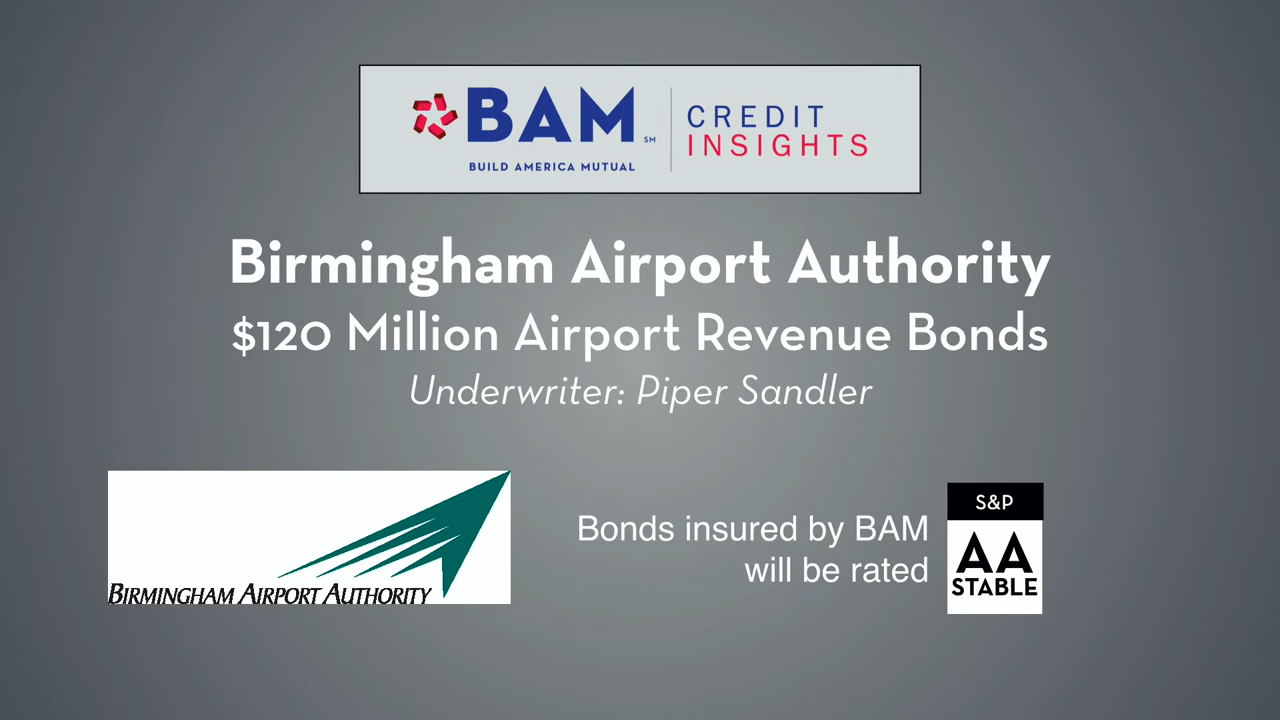 BAM SM
BUILD AMERICA MUTUAL
CREDIT
INSIGHTS
Birmingham Airport Authority
$120 Million Airport Revenue Bonds
Underwriter: Piper Sandler
BIRMINGHAM AIRPORT AUTHORITY
Bonds insured by BAM
will be rated
S&P
AA
STABLE